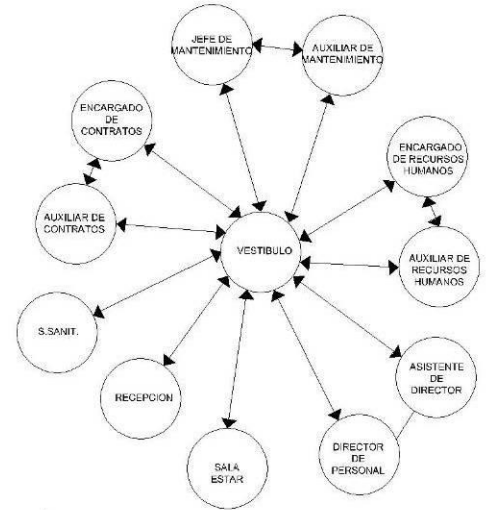 JEFE DE
MANTENIMIENTO
AUXILIAR DE
MANTENIMIENTO
ENCARGADO
DE
CONTRATOS
ENCARGADO
DE RECURSOS
HUMANOS
AUXILIAR DE
CONTRATOS
VESTIBULO
AUXILIAR DE
RECURSOS
HUMANOS
S.SANIT.
RECEPCION
ASISTENTE
DE
DIRECTOR
SALA
ESTAR
DIRECTOR
DE
PERSONAL